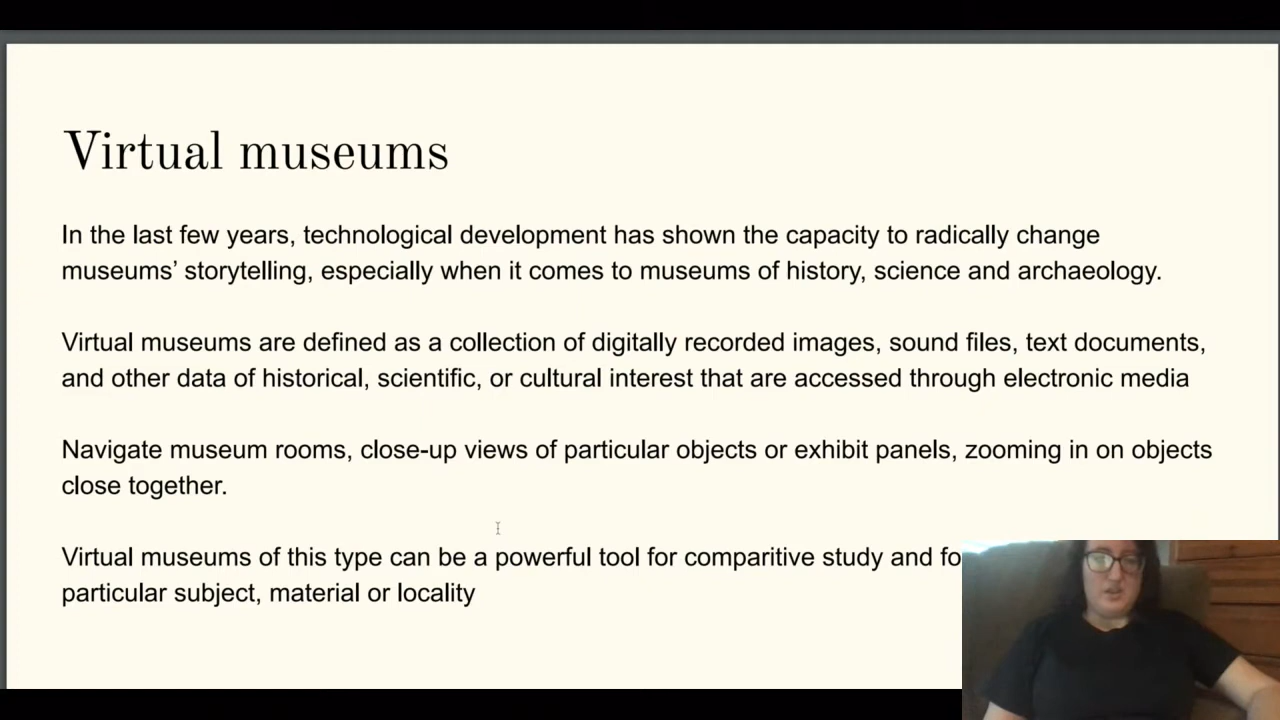 Virtual museums
In the last few years, technological development has shown the capacity to radically change
museums’ storytelling, especially when it comes to museums of history, science and archaeology.
Virtual museums are defined as a collection of digitally recorded images, sound files, text documents,
and other data of historical, scientific, or cultural interest that are accessed through electronic media
Navigate museum rooms, close-up views of particular objects or exhibit panels, zooming in on objects
close together.
Virtual museums of this type can be a powerful tool for comparitive study and
particular subject, material or locality